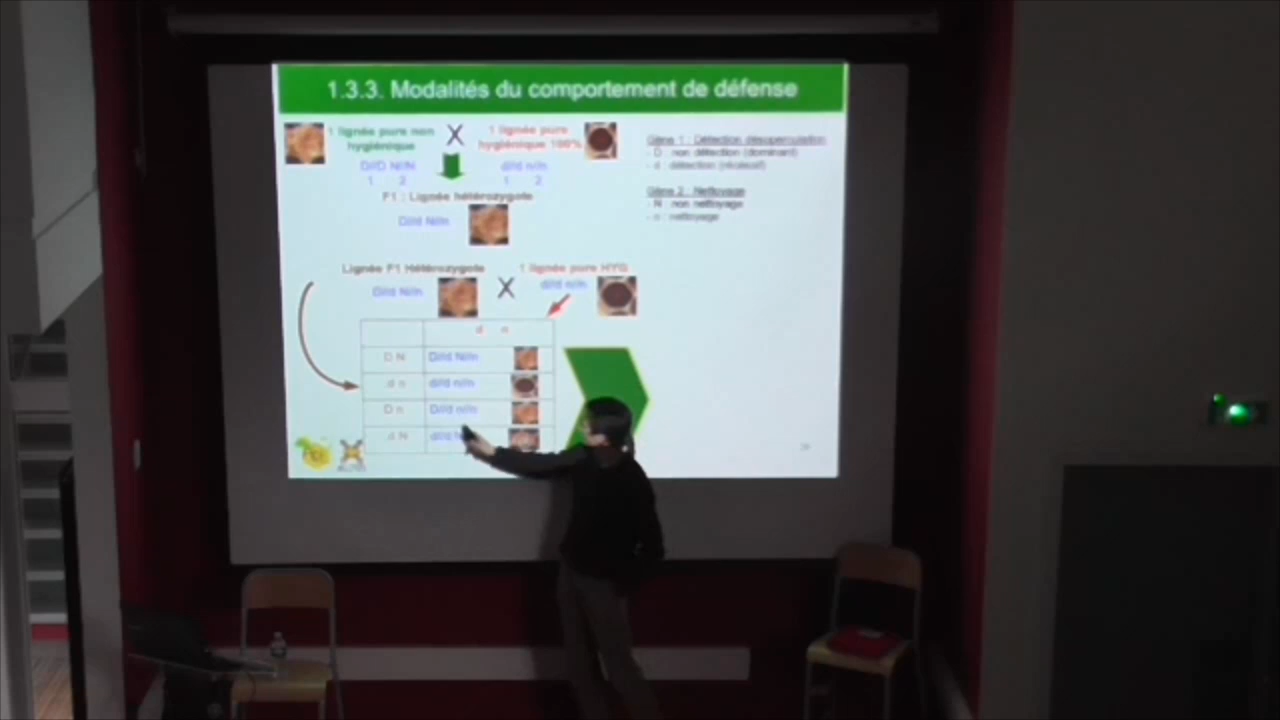 1.3.3. Modalités du comportement de défense
1 lignée pure non
hygiénique
X
1 lignée pure
hygiénique 100%
D//D N//N
1 2
d//d n//n
1 2
F1 : Lignée hétérozygote
D//d N//n
Gène 1 : Détection désoperculation
- D : non détection (dominant)
- d : détection (récessif)
Gène 2 : Nettoyage
- N : non nettoyage
- n : nettoyage
Lignée F1 Hétérozygote
D//d N//n
X
1 lignée pure HYG
d//d n//n
d n
D N D//d N//n
d n d//d n//n
D n D//d n//n
d N d//d